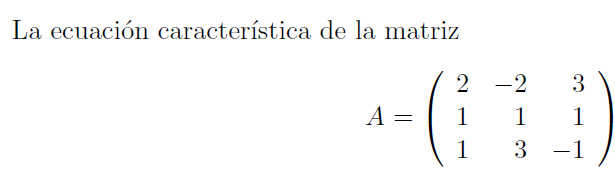 La ecuación característica de la matriz
2 −2 3
A = 1 1 1
1 3 −1